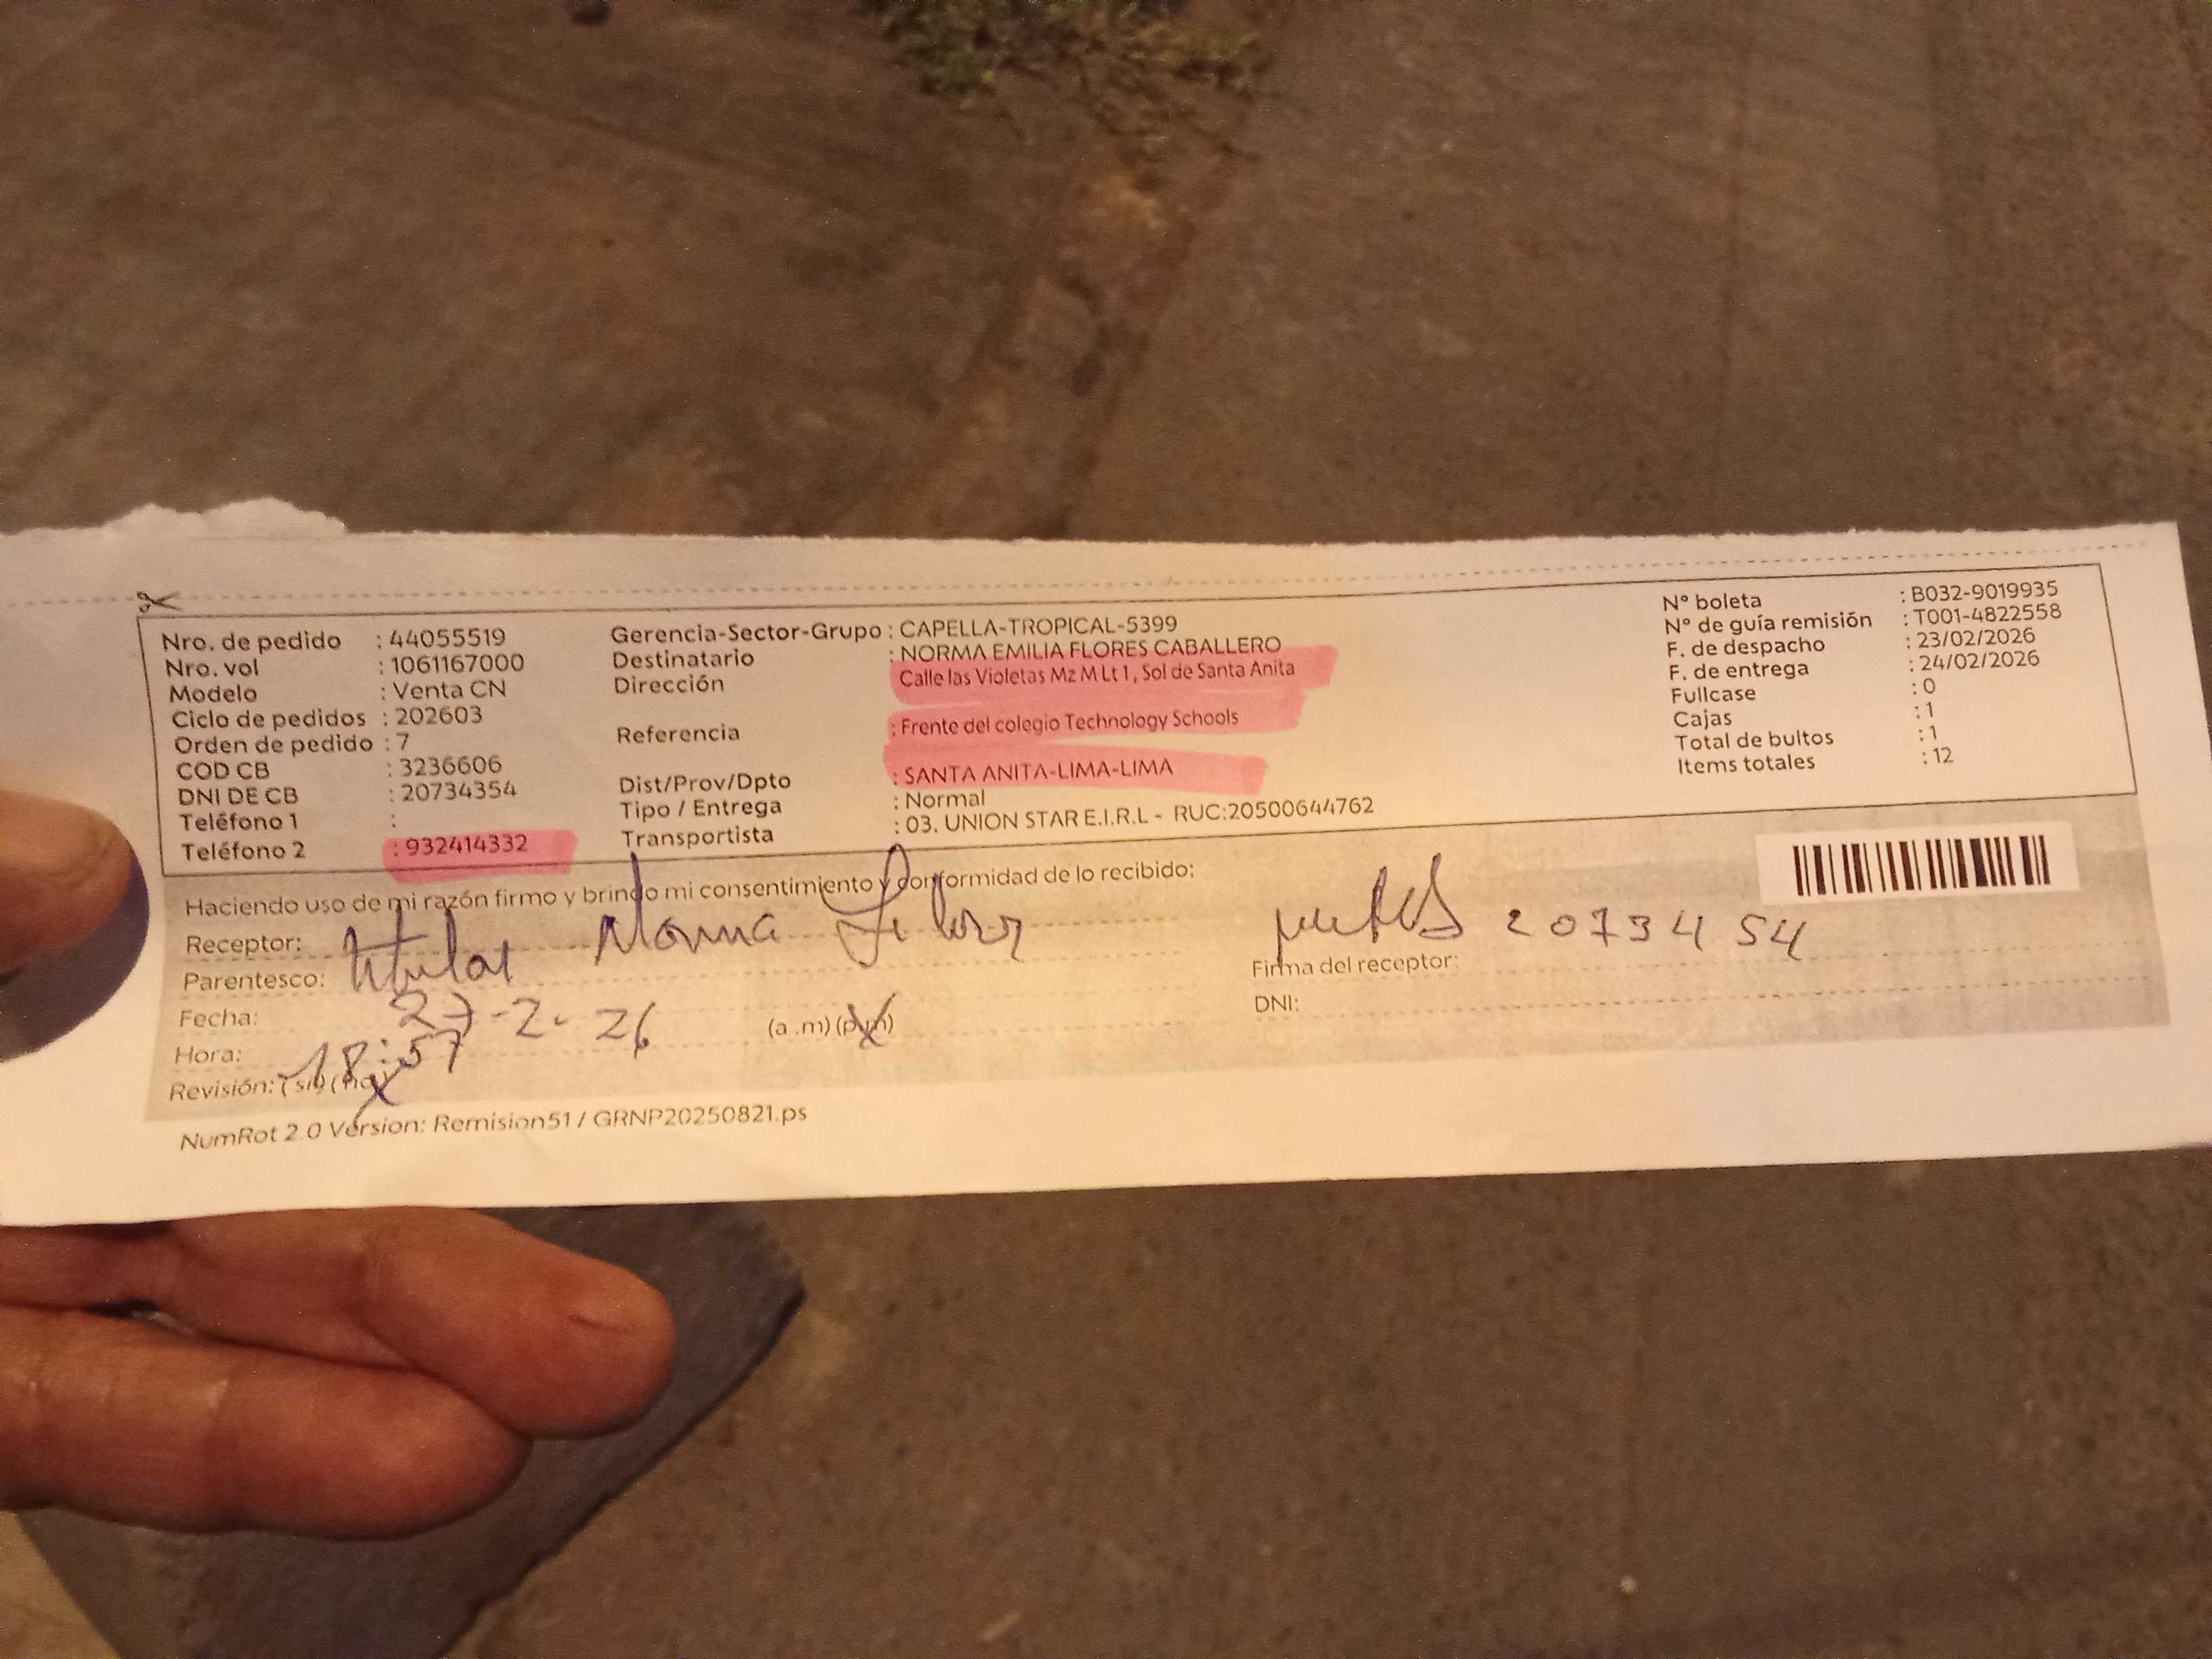 Nro. de pedido : 44055519
Nro. vol : 1061167000
Modelo : Venta CN
Ciclo de pedidos : 202603
Orden de pedido : 7
COD CB : 3236606
DNI DE CB : 20734354
Teléfono 1 :
Teléfono 2 : 932414332
Gerencia-Sector-Grupo : CAPELLA-TROPICAL-5399
Destinatario : NORMA EMILIA FLORES CABALLERO
Dirección Calle las Violetas Mz M Lt 1, Sol de Santa Anita
Referencia : Frente del colegio Technology Schools
Dist/Prov/Dpto : SANTA ANITA-LIMA-LIMA
Tipo / Entrega : Normal
Transportista : 03. UNION STAR E.I.R.L - RUC:20500644762
N° boleta : B032-9019935
N° de guía remisión : T001-4822558
F. de despacho : 23/02/2026
F. de entrega : 24/02/2026
Fullcase : 0
Cajas : 1
Total de bultos : 1
Items totales : 12
Haciendo uso de mi razón firmo y brindo mi consentimiento y conformidad de lo recibido:
Receptor: Norma
Parentesco: titular
Fecha: 27-2-26
Hora: 18:57 (a.m) (p.m)
Revisión: (si) (no)
20734 54
Firma del receptor:
DNI:
NumRot 2.0 Version: Remision51 / GRNP20250821.ps